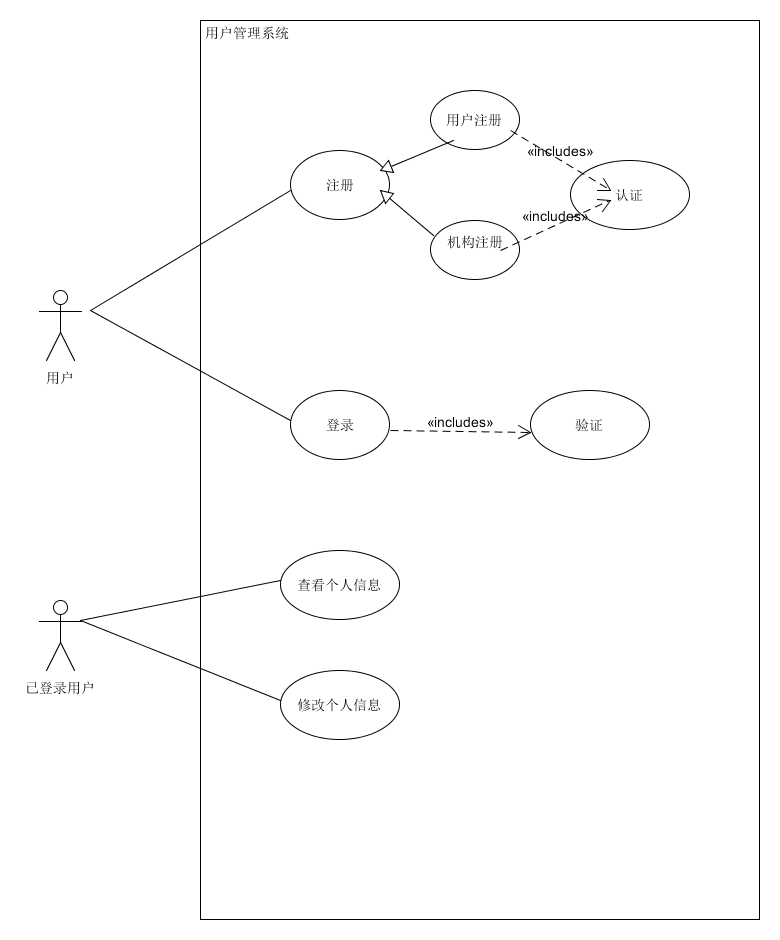 用户管理系统
用户注册
«includes»
注册
认证
«includes»
机构注册
用户
登录
«includes»
验证
查看个人信息
已登录用户
修改个人信息